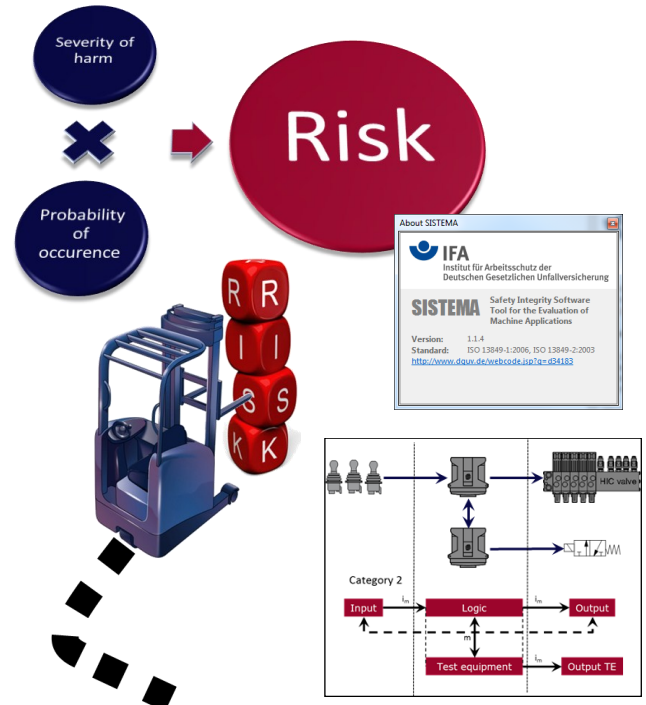 Severity of
harm
Risk
Probability
of
occurence
About SISTEMA
IFA
Institut für Arbeitsschutz der
Deutschen Gesetzlichen Unfallversicherung
SISTEMA
Safety Integrity Software
Tool for the Evaluation of
Machine Applications
Version: 1.1.4
Standard: ISO 13849-1:2006, ISO 13849-2:2003
http://www.dguv.de/webcode.jsp?q=d34183
R R
I I
S S
K K
HIC valve
Category 2
Input
im
Logic
im
Output
m
Test equipment
im
Output TE